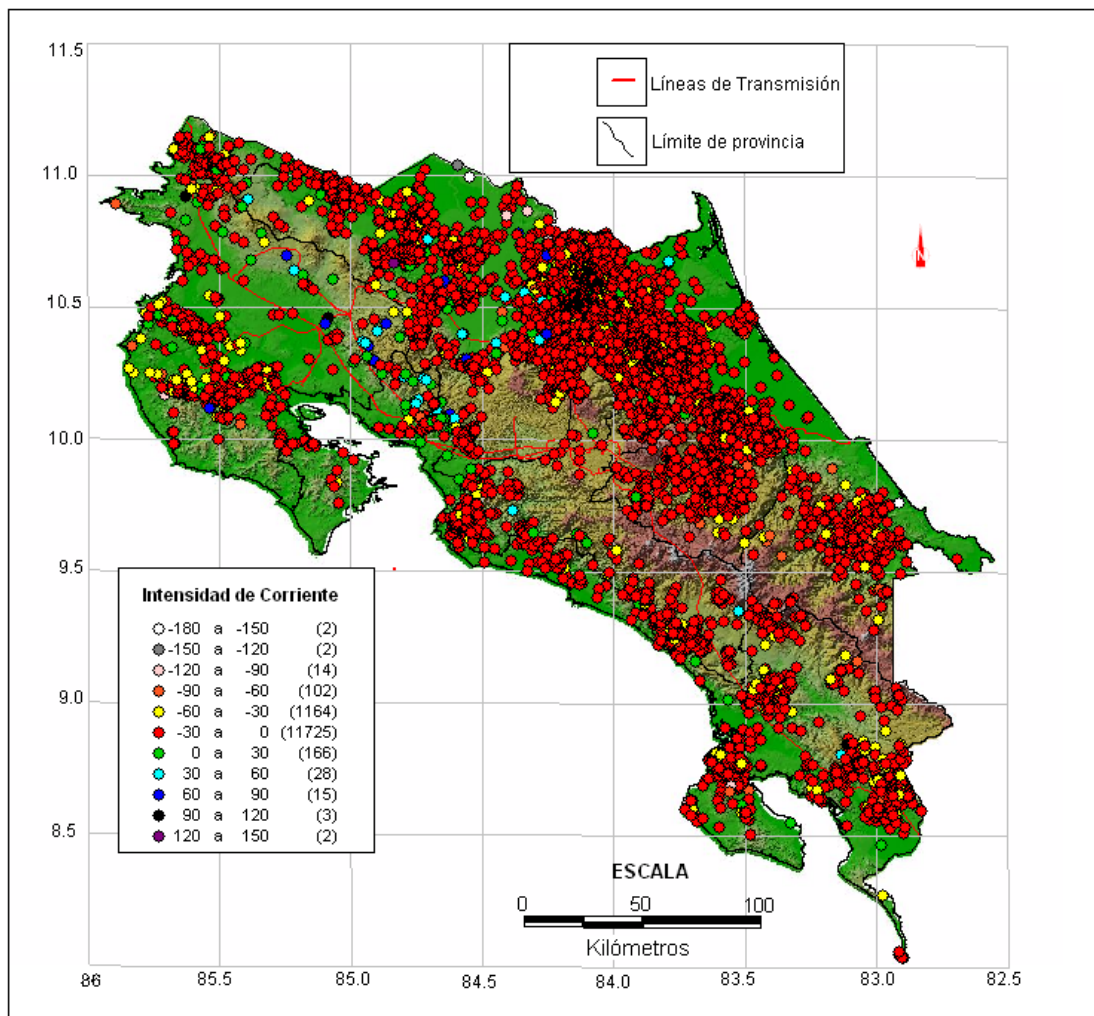 11.5
Líneas de Transmisión
Límite de provincia
11.0
(N)
10.5
10.0
9.5
Intensidad de Corriente
-180 a -150 (2)
-150 a -120 (2)
-120 a -90 (14)
-90 a -60 (102)
-60 a -30 (1164)
-30 a 0 (11725)
0 a 30 (166)
30 a 60 (28)
60 a 90 (15)
90 a 120 (3)
120 a 150 (2)
9.0
8.5
ESCALA
0 50 100
Kilómetros
86 85.5 85.0 84.5 84.0 83.5 83.0 82.5